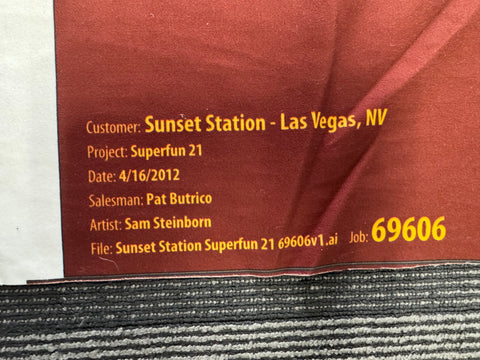 Customer: Sunset Station - Las Vegas, NV
Project: Superfun 21
Date: 4/16/2012
Salesman: Pat Butrico
Artist: Sam Steinborn
File: Sunset Station Superfun 21 69606v1.ai Job: 69606